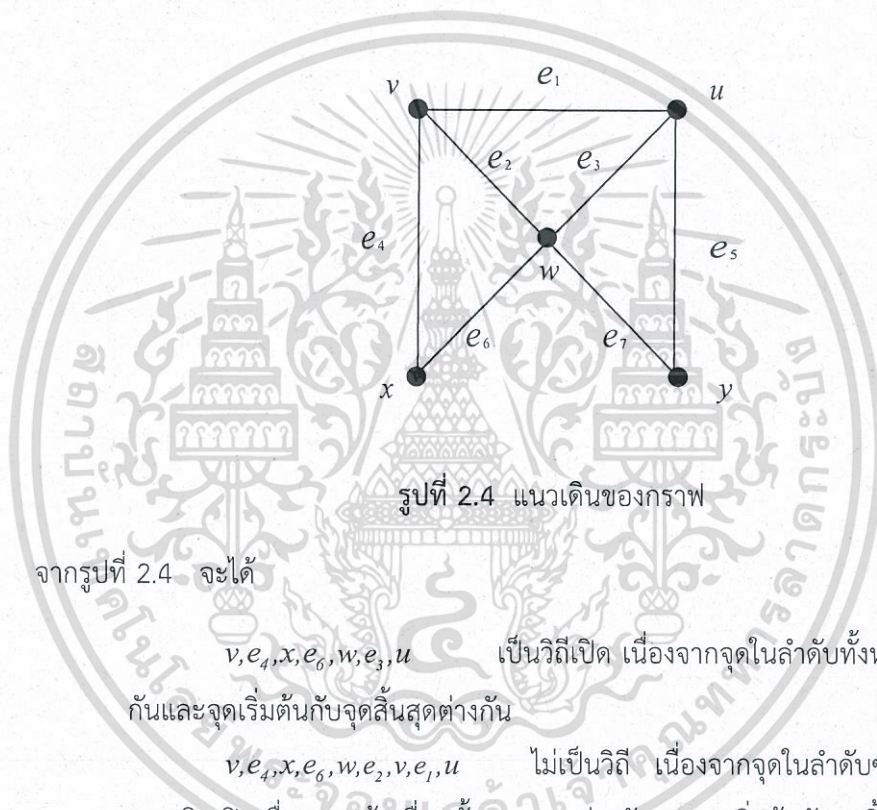 v e₁ u
e₂ e₃
e₄ w e₅
e₆ e₇
x y
รูปที่ 2.4 แนวเดินของกราฟ
จากรูปที่ 2.4 จะได้
v,e₄,x,e₆,w,e₃,u เป็นวิถีเปิด เนื่องจากจุดในลำดับทั้งห
กันและจุดเริ่มต้นกับจุดสิ้นสุดต่างกัน
v,e₄,x,e₆,w,e₂,v,e₁,u ไม่เป็นวิถี เนื่องจากจุดในลำดับ